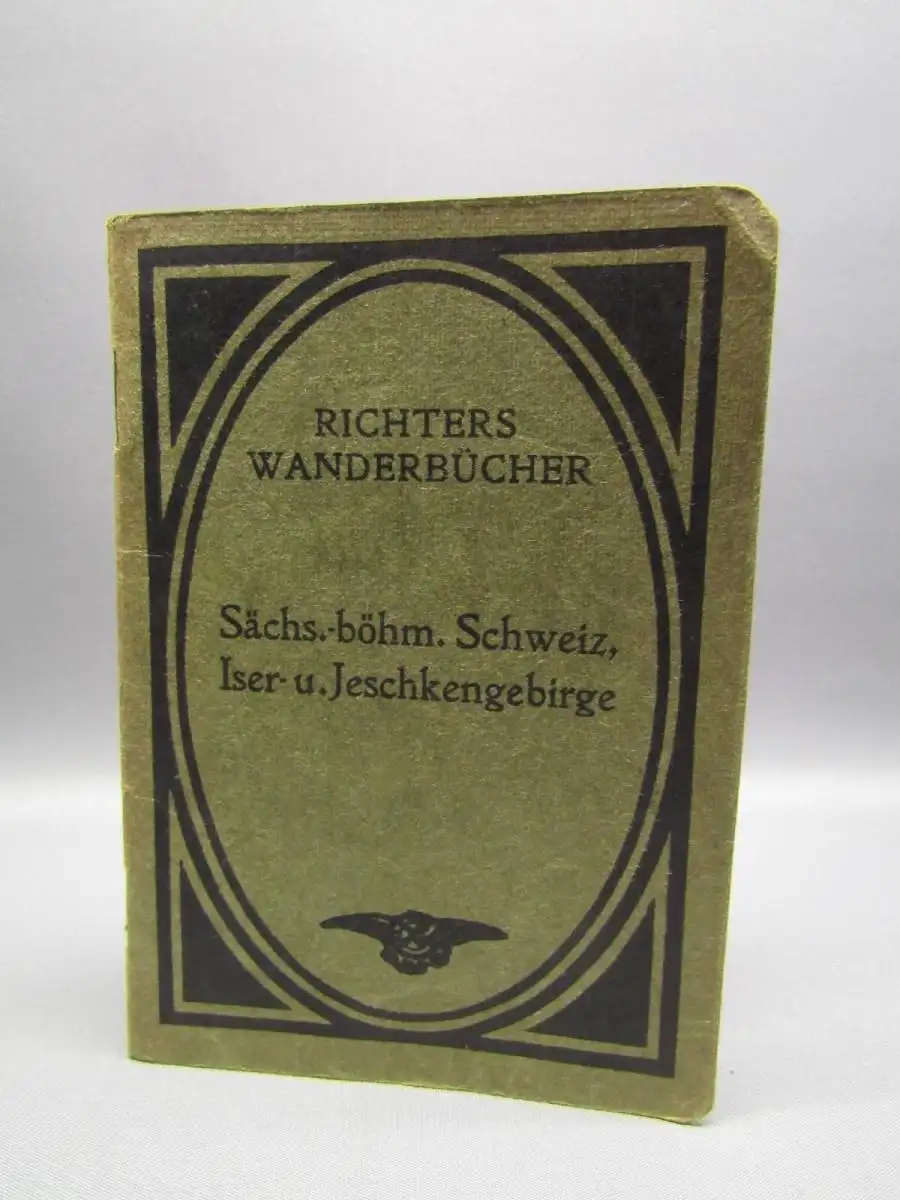 RICHTERS
WANDERBÜCHER
Sächs.-böhm. Schweiz,
Iser- u. Jeschkengebirge